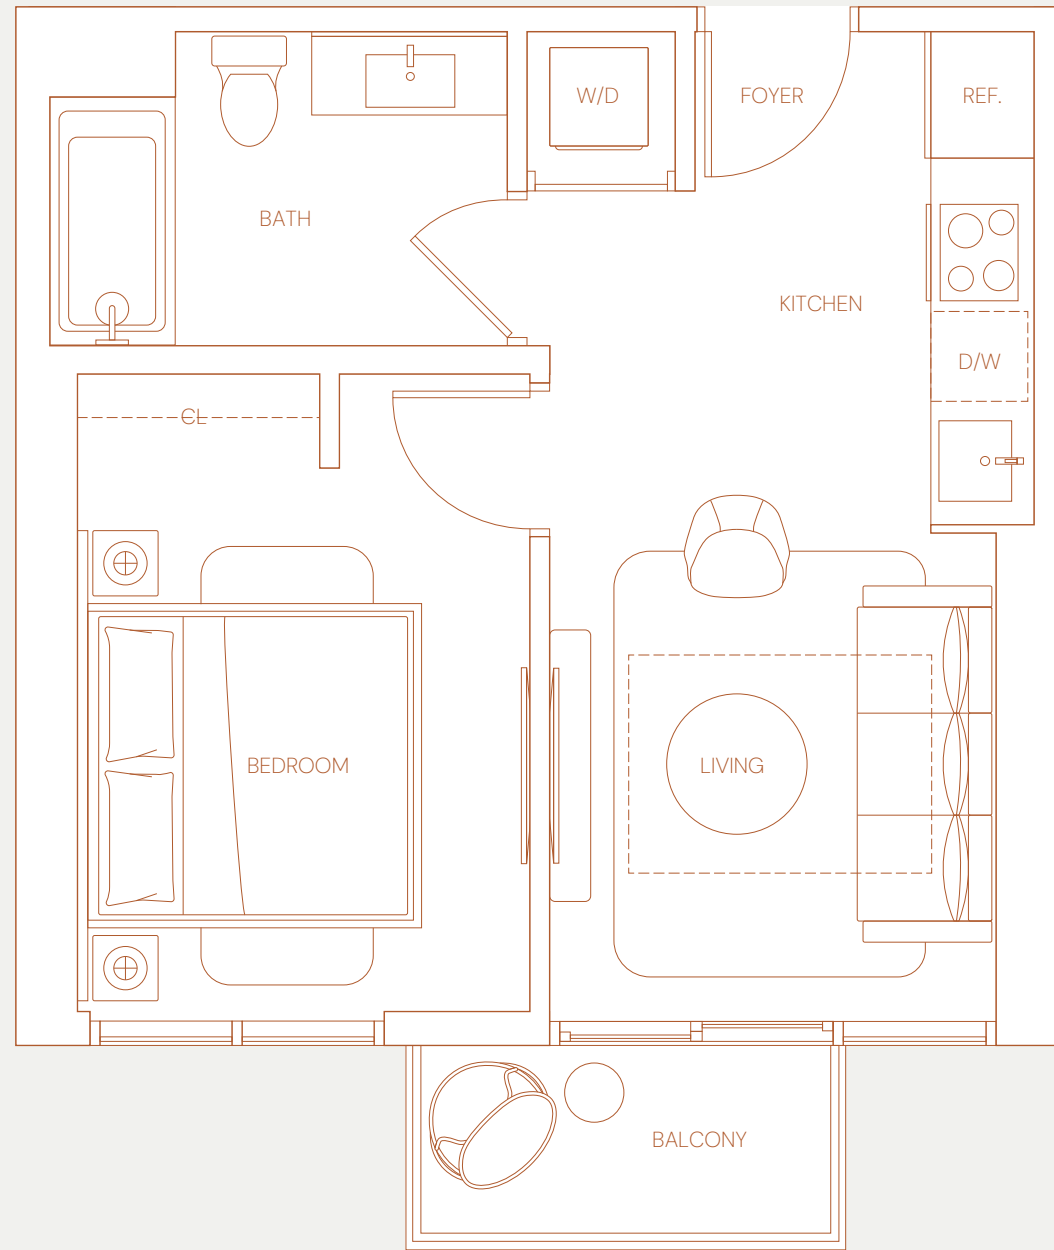 W/D
FOYER
REF.
BATH
KITCHEN
D/W
CL
BEDROOM
LIVING
BALCONY